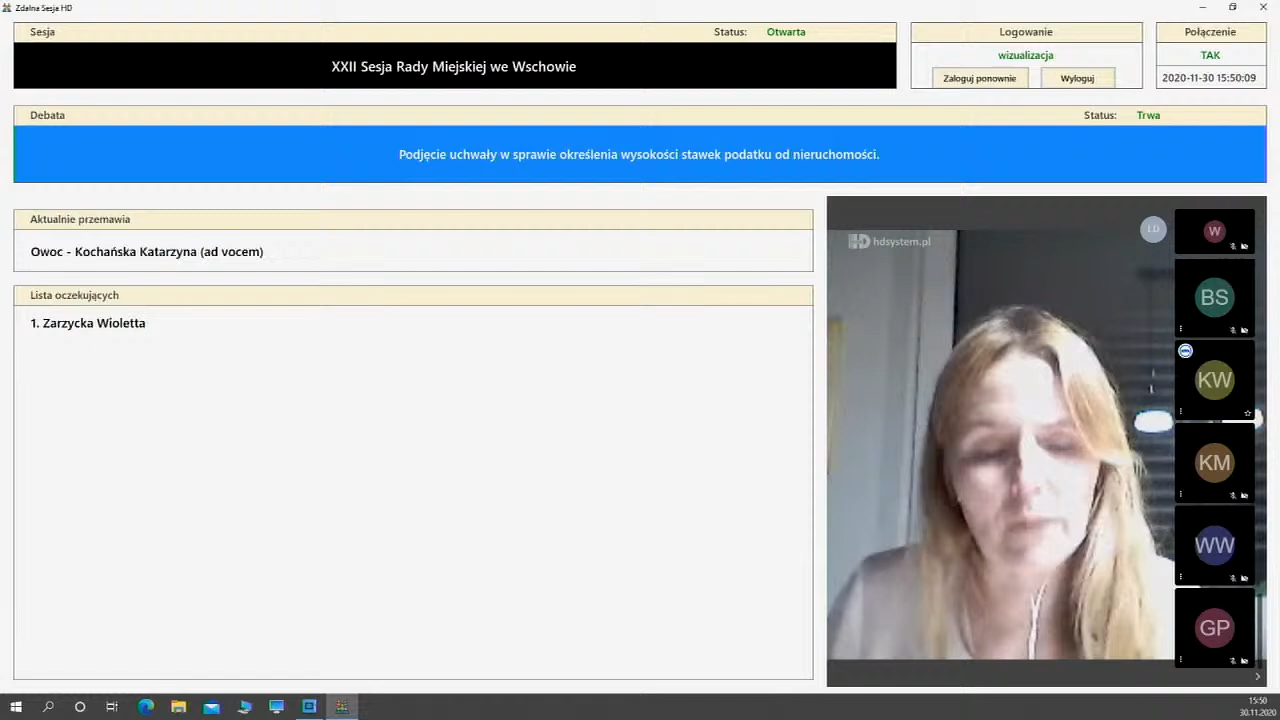 Zdalna Sesja HD
Sesja
Status: Otwarta
XXII Sesja Rady Miejskiej we Wschowie
Logowanie
wizualizacja
Zaloguj ponownie
Wyloguj
Połączenie
TAK
2020-11-30 15:50:09
Debata
Status: Trwa
Podjęcie uchwały w sprawie określenia wysokości stawek podatku od nieruchomości.
Aktualnie przemawia
Owoc - Kochańska Katarzyna (ad vocem)
Lista oczekujących
1. Zarzycka Wioletta
HD hdsystem.pl
LD
W
BS
KW
KM
WW
GP
15:50
30.11.2020